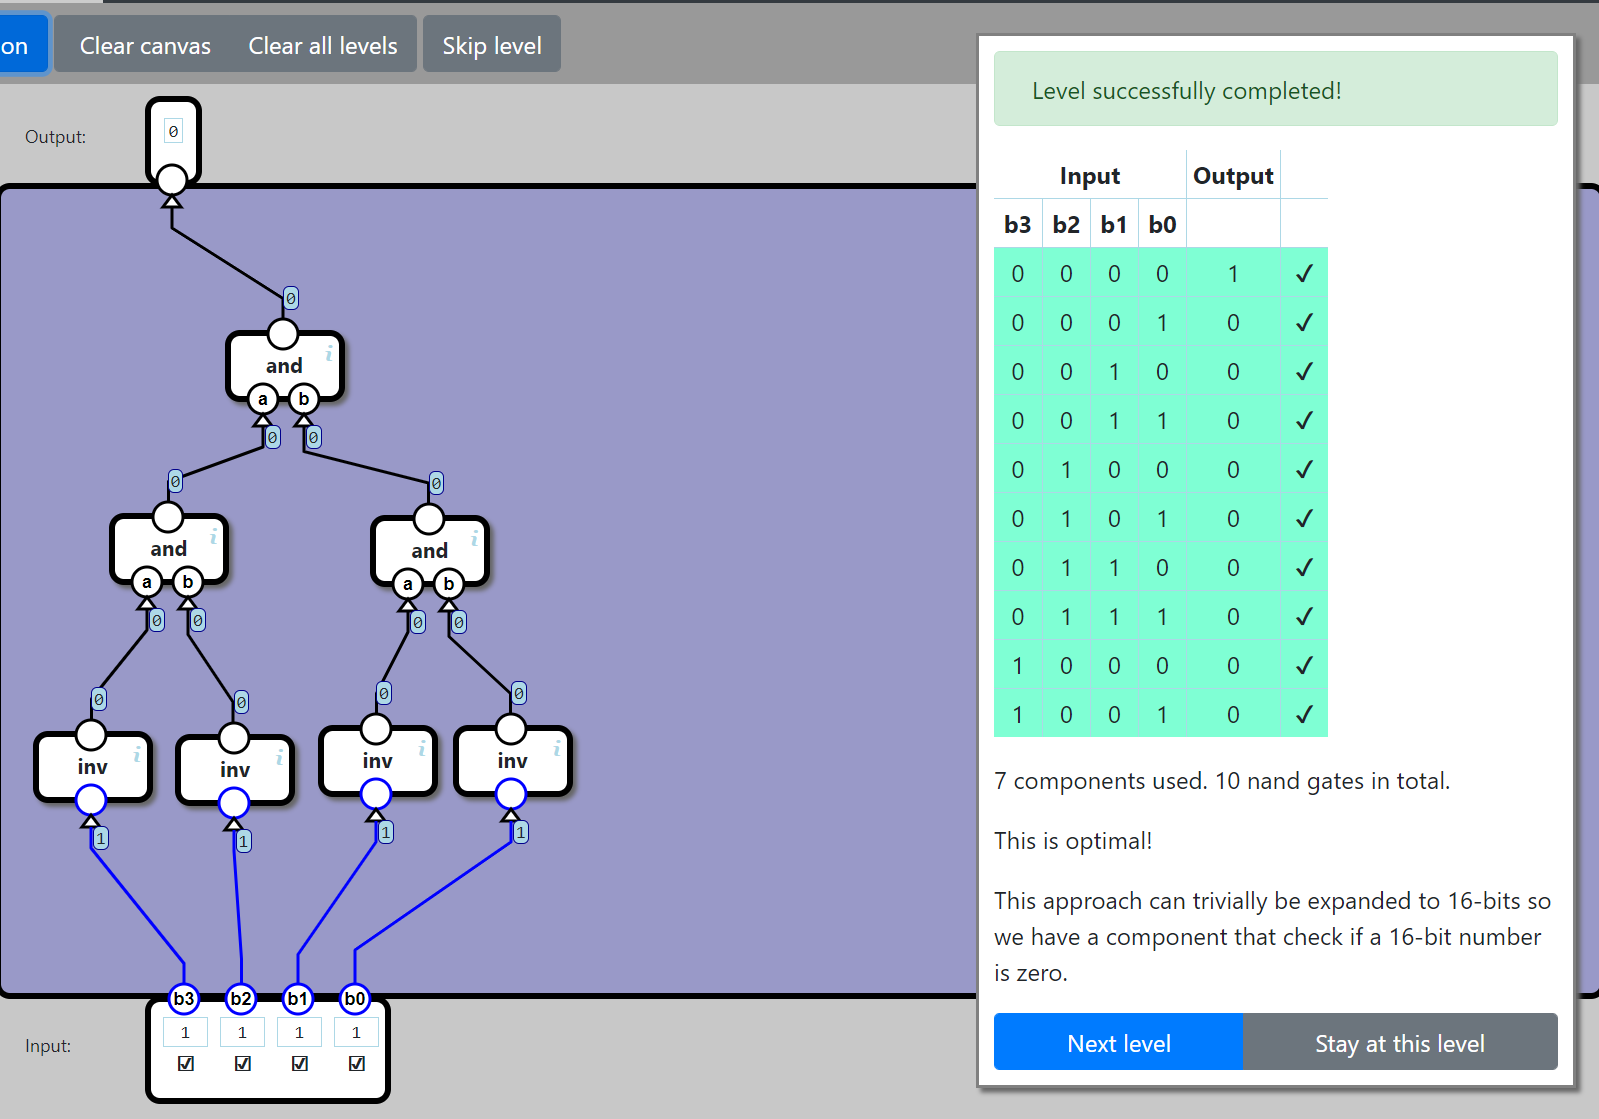 on
Clear canvas
Clear all levels
Skip level
Output:
0
0
i
and
a b
0 0
0 0
i i
and and
a b a b
0 0 0 0
0 0 0 0
i i i i
inv inv inv inv
1 1 1 1
b3 b2 b1 b0
1 1 1 1
Input:
Level successfully completed!
Input Output
b3 b2 b1 b0
0 0 0 0 1 ✓
0 0 0 1 0 ✓
0 0 1 0 0 ✓
0 0 1 1 0 ✓
0 1 0 0 0 ✓
0 1 0 1 0 ✓
0 1 1 0 0 ✓
0 1 1 1 0 ✓
1 0 0 0 0 ✓
1 0 0 1 0 ✓
7 components used. 10 nand gates in total.
This is optimal!
This approach can trivially be expanded to 16-bits so
we have a component that check if a 16-bit number
is zero.
Next level
Stay at this level